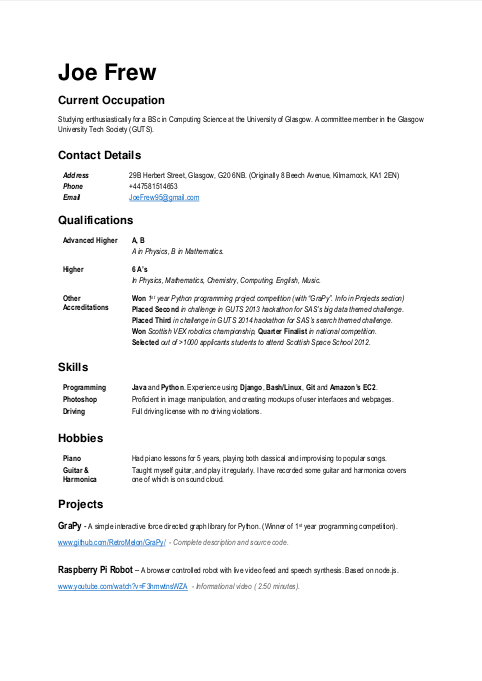 Joe Frew
Current Occupation
Studying enthusiastically for a BSc in Computing Science at the University of Glasgow. A committee member in the Glasgow
University Tech Society (GUTS).
Contact Details
Address 29B Herbert Street, Glasgow, G20 6NB. (Originally 8 Beech Avenue, Kilmarnock, KA1 2EN)
Phone +447581514653
Email JoeFrew95@gmail.com
Qualifications
Advanced Higher A, B
A in Physics, B in Mathematics.
Higher 6 A's
In Physics, Mathematics, Chemistry, Computing, English, Music.
Other Won 1st year Python programming project competition (with "GraPy". Info in Projects section)
Accreditations Placed Second in challenge in GUTS 2013 hackathon for SAS's big data themed challenge.
Placed Third in challenge in GUTS 2014 hackathon for SAS's search themed challenge.
Won Scottish VEX robotics championship, Quarter Finalist in national competition.
Selected out of >1000 applicants students to attend Scottish Space School 2012.
Skills
Programming Java and Python. Experience using Django, Bash/Linux, Git and Amazon's EC2.
Photoshop Proficient in image manipulation, and creating mockups of user interfaces and webpages.
Driving Full driving license with no driving violations.
Hobbies
Piano Had piano lessons for 5 years, playing both classical and improvising to popular songs.
Guitar & Taught myself guitar, and play it regularly. I have recorded some guitar and harmonica covers
Harmonica one of which is on sound cloud.
Projects
GraPy - A simple interactive force directed graph library for Python. (Winner of 1st year programming competition).
www.github.com/RetroMelon/GraPy/ - Complete description and source code.
Raspberry Pi Robot – A browser controlled robot with live video feed and speech synthesis. Based on node.js.
www.youtube.com/watch?v=F3hmwtnsWZA - Informational video ( 2:50 minutes).